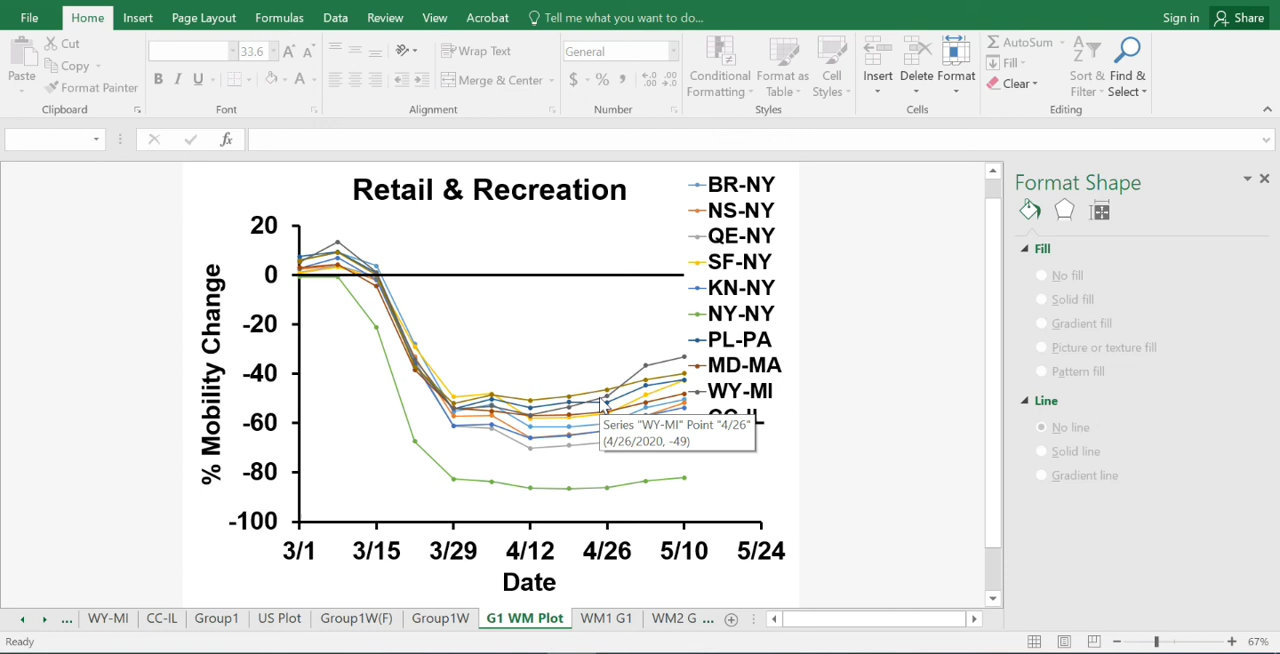 File Home Insert Page Layout Formulas Data Review View Acrobat Tell me what you want to do... Sign in Share
Paste
Cut
Copy
Format Painter
Clipboard
33.6
B I U
Font
Wrap Text
Merge & Center
Alignment
General
$ % ,
Number
Conditional Formatting
Format as Table
Cell Styles
Styles
Insert Delete Format
Cells
AutoSum
Fill
Clear
Sort & Filter
Find & Select
Editing
fx
Retail & Recreation
% Mobility Change
20
0
-20
-40
-60
-80
-100
3/1 3/15 3/29 4/12 4/26 5/10 5/24
Date
BR-NY
NS-NY
QE-NY
SF-NY
KN-NY
NY-NY
PL-PA
MD-MA
WY-MI
CC-IL
Series "WY-MI" Point "4/26"
(4/26/2020, -49)
Format Shape
Fill
No fill
Solid fill
Gradient fill
Picture or texture fill
Pattern fill
Line
No line
Solid line
Gradient line
... WY-MI CC-IL Group1 US Plot Group1W(F) Group1W G1 WM Plot WM1 G1 WM2 G ...
Ready
67%